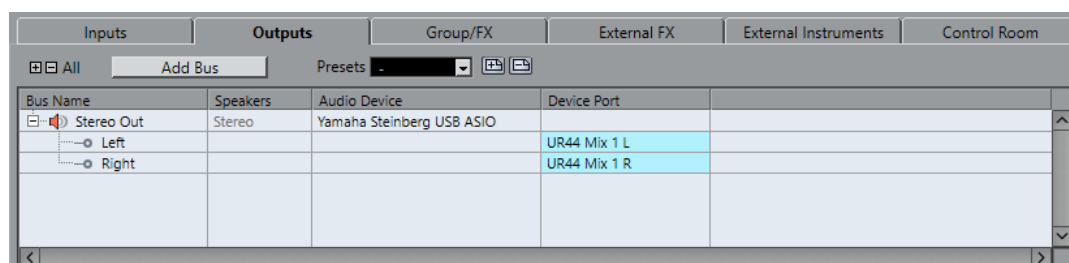 Inputs Outputs Group/FX External FX External Instruments Control Room
All Add Bus Presets -
Bus Name Speakers Audio Device Device Port
Stereo Out Stereo Yamaha Steinberg USB ASIO
Left UR44 Mix 1 L
Right UR44 Mix 1 R